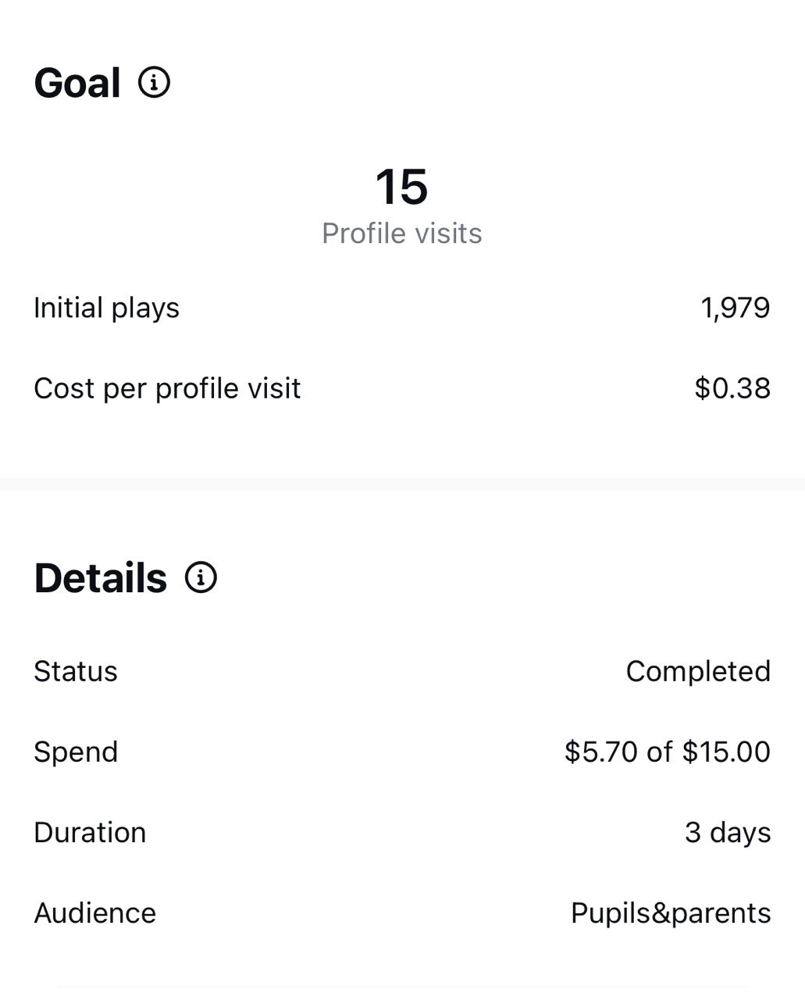 Goal
15
Profile visits
Initial plays 1,979
Cost per profile visit $0.38
Details
Status Completed
Spend $5.70 of $15.00
Duration 3 days
Audience Pupils&parents